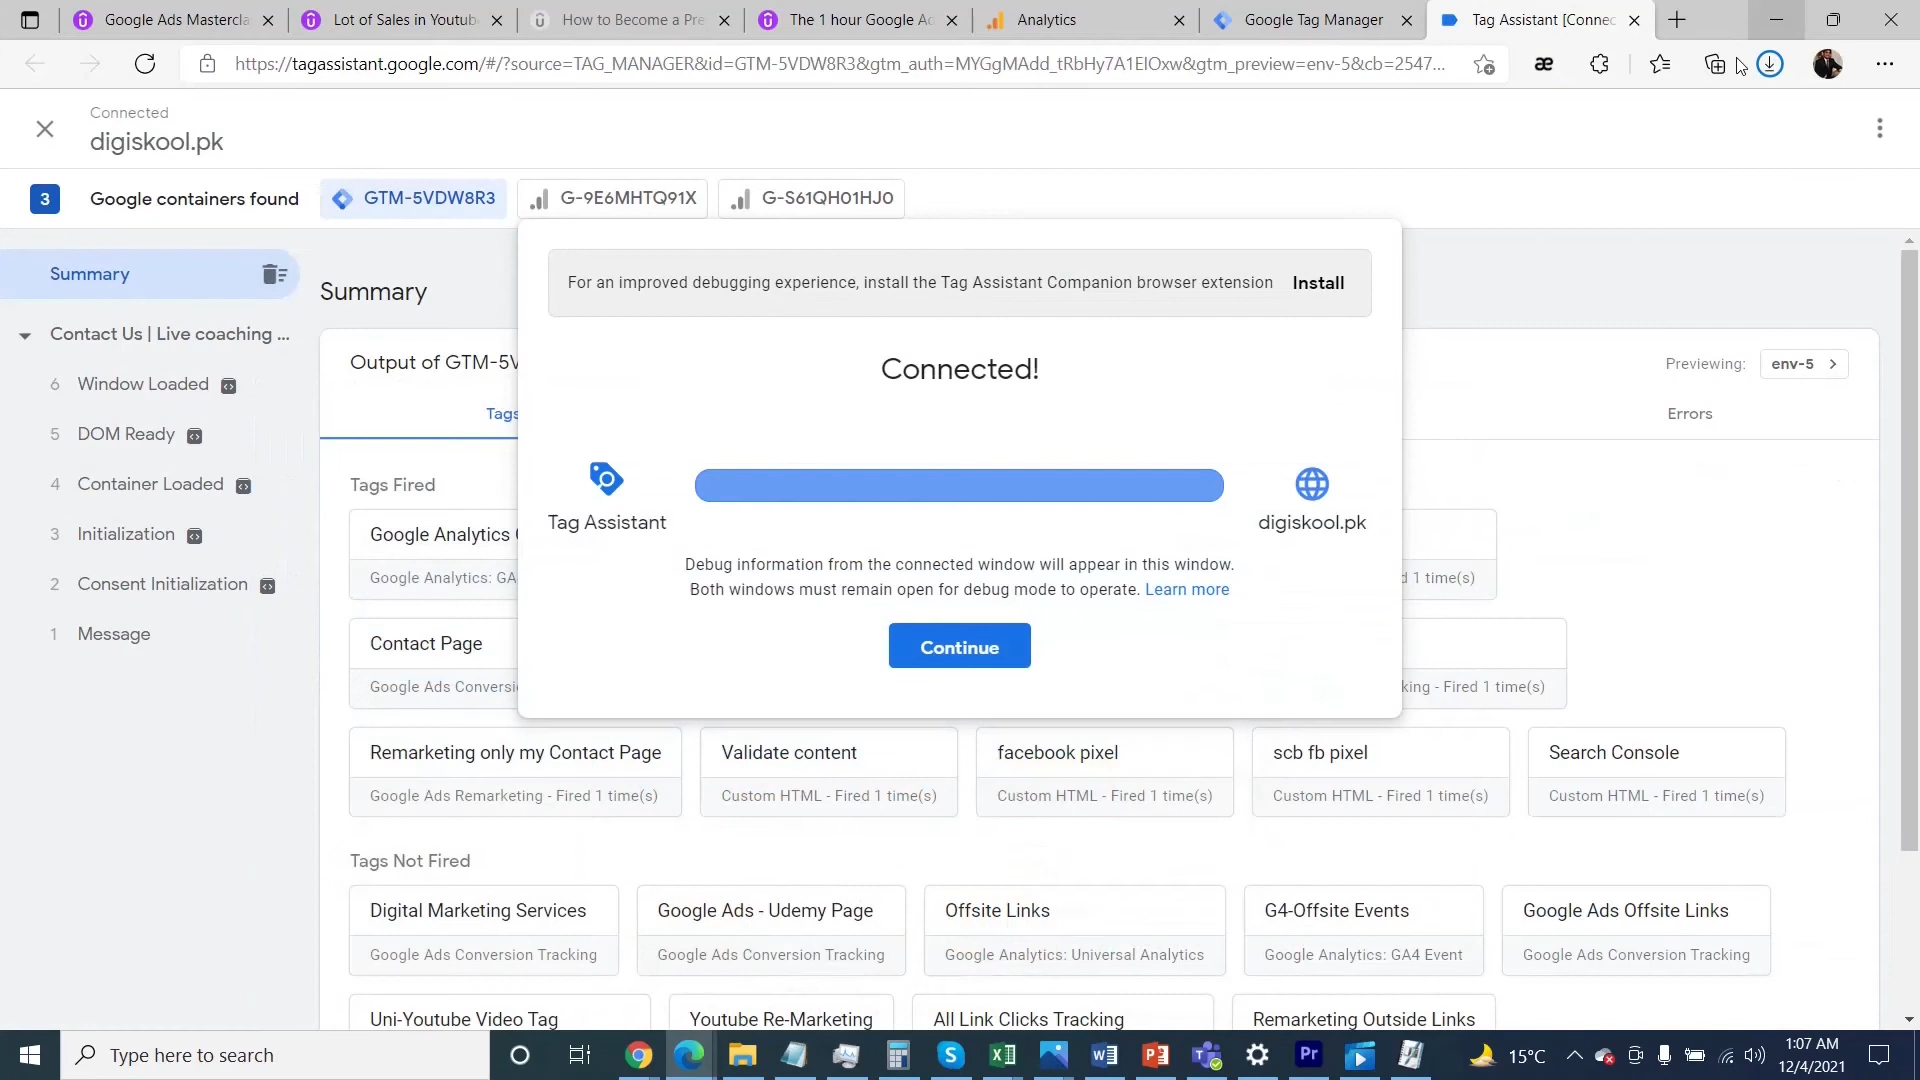 Google Ads Mastercla
Lot of Sales in Youtub
How to Become a Pre
The 1 hour Google Ad
Analytics
Google Tag Manager
Tag Assistant [Connec
https://tagassistant.google.com/#/?source=TAG_MANAGER&id=GTM-5VDW8R3&gtm_auth=MYGgMAdd_tRbHy7A1ElOxw&gtm_preview=env-5&cb=2547...
æ
Connected
digiskool.pk
3
Google containers found
GTM-5VDW8R3
G-9E6MHTQ91X
G-S61QH01HJ0
Summary
Contact Us | Live coaching ...
6 Window Loaded
5 DOM Ready
4 Container Loaded
3 Initialization
2 Consent Initialization
1 Message
Summary
Output of GTM-5V
Previewing:
env-5
Tags
Errors
For an improved debugging experience, install the Tag Assistant Companion browser extension
Install
Connected!
Tag Assistant
digiskool.pk
Debug information from the connected window will appear in this window.
Both windows must remain open for debug mode to operate. Learn more
Continue
Tags Fired
Google Analytics
Google Analytics: GA
d 1 time(s)
Contact Page
Google Ads Conversi
king - Fired 1 time(s)
Remarketing only my Contact Page
Google Ads Remarketing - Fired 1 time(s)
Validate content
Custom HTML - Fired 1 time(s)
facebook pixel
Custom HTML - Fired 1 time(s)
scb fb pixel
Custom HTML - Fired 1 time(s)
Search Console
Custom HTML - Fired 1 time(s)
Tags Not Fired
Digital Marketing Services
Google Ads Conversion Tracking
Google Ads - Udemy Page
Google Ads Conversion Tracking
Offsite Links
Google Analytics: Universal Analytics
G4-Offsite Events
Google Analytics: GA4 Event
Google Ads Offsite Links
Google Ads Conversion Tracking
Uni-Youtube Video Tag
Youtube Re-Marketing
All Link Clicks Tracking
Remarketing Outside Links
Type here to search
15°C
1:07 AM
12/4/2021